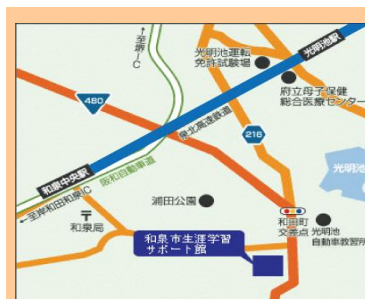 至堺IC
光明池運転
免許試験場
光明池駅
府立母子保健
総合医療センター
480
泉北高速鉄道
216
光明池
和泉中央駅
阪和自動車道
至岸和田和泉IC
〒
和泉局
浦田公園
和田町
交差点
光明池
自動車教習所
和泉市生涯学習
サポート館